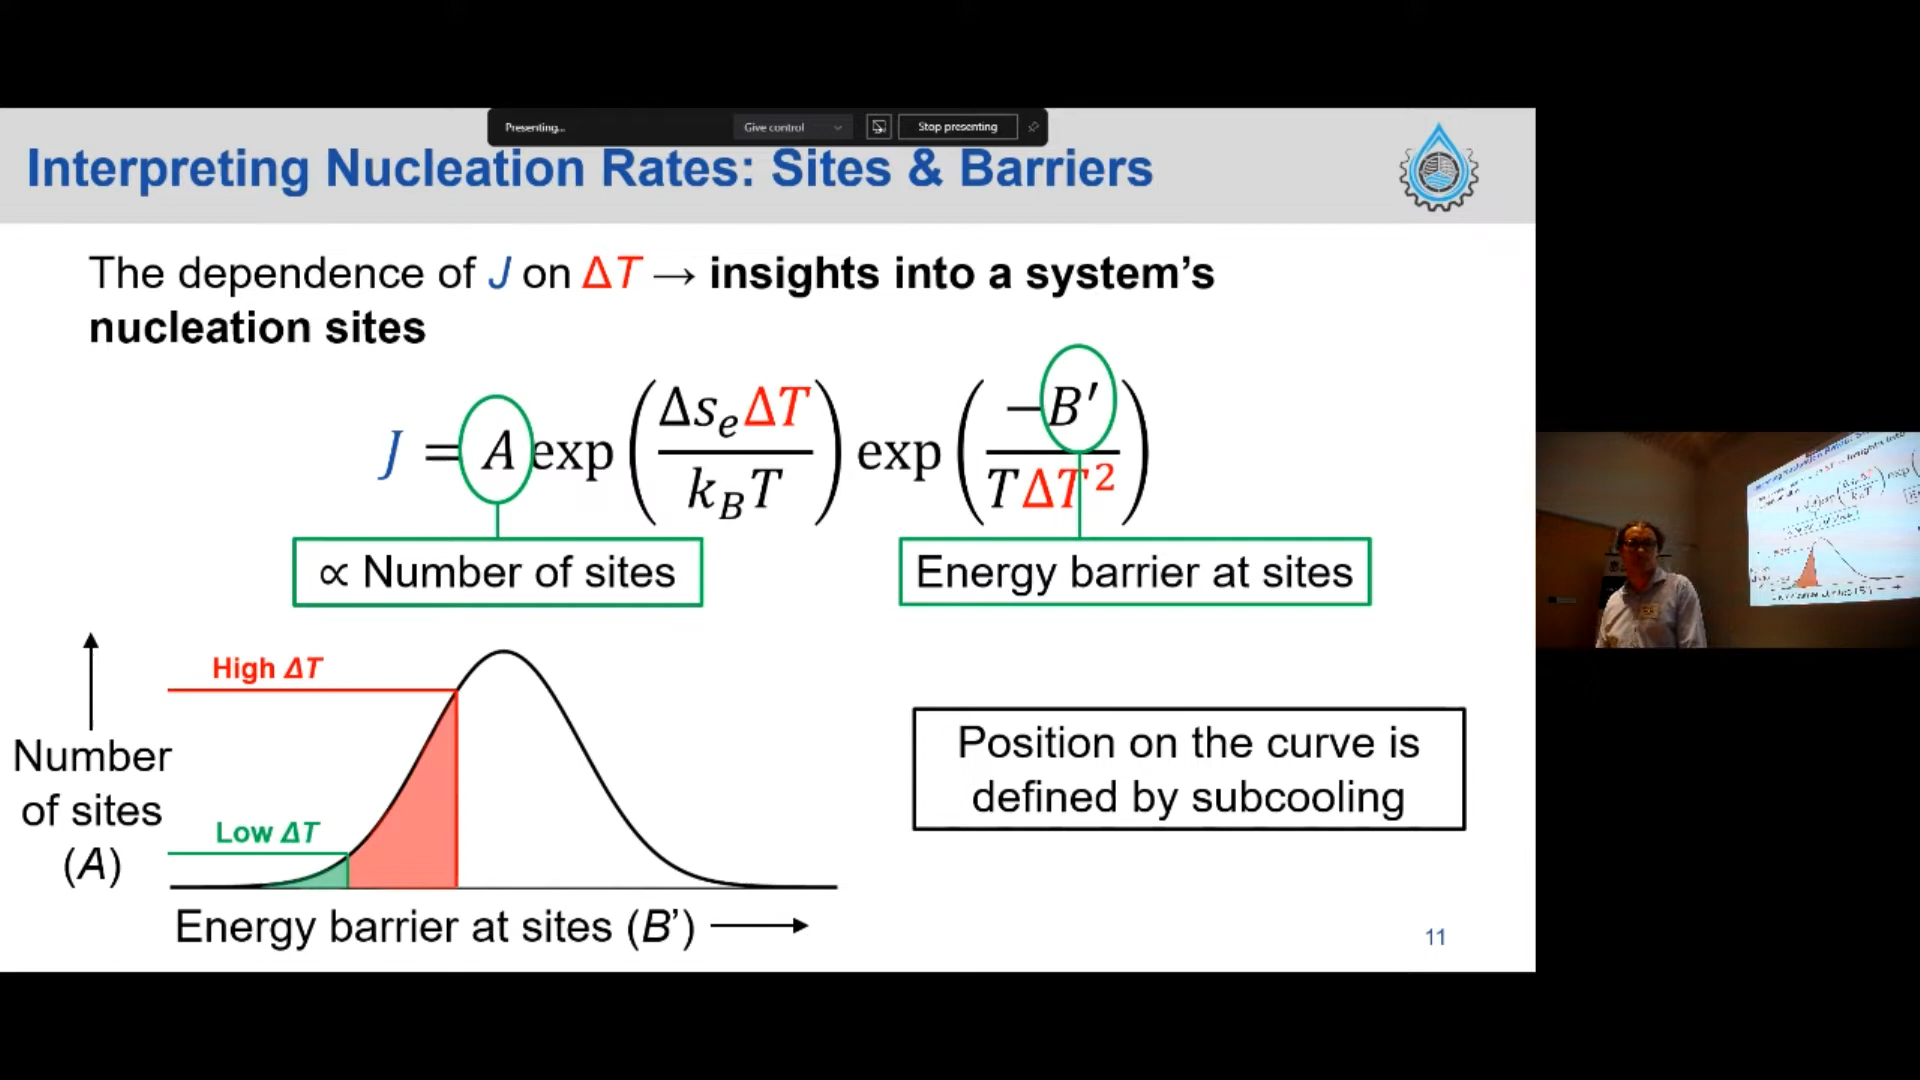 Presenting...
Give control
Stop presenting
Interpreting Nucleation Rates: Sites & Barriers
The dependence of J on ΔT → insights into a system's
nucleation sites
J = A exp(Δs_eΔT / k_BT) exp(−B′ / TΔT²)
∝ Number of sites
Energy barrier at sites
High ΔT
Number
of sites
(A)
Low ΔT
Position on the curve is
defined by subcooling
Energy barrier at sites (B')
11